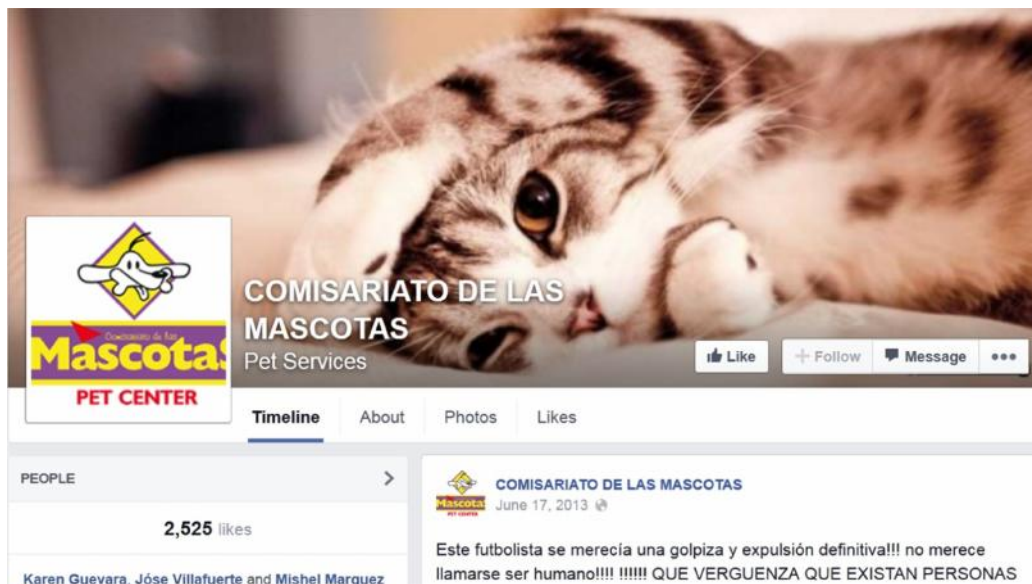 COMISARIATO DE LAS
MASCOTAS
Pet Services
Like
Follow
Message
Mascotas
PET CENTER
Timeline
About
Photos
Likes
PEOPLE
2,525 likes
Karen Guevara, Jóse Villafuerte and Mishel Marquez
COMISARIATO DE LAS MASCOTAS
June 17, 2013
Este futbolista se merecía una golpiza y expulsión definitiva!!! no merece
llamarse ser humano!!!! !!!!!! QUE VERGUENZA QUE EXISTAN PERSONAS